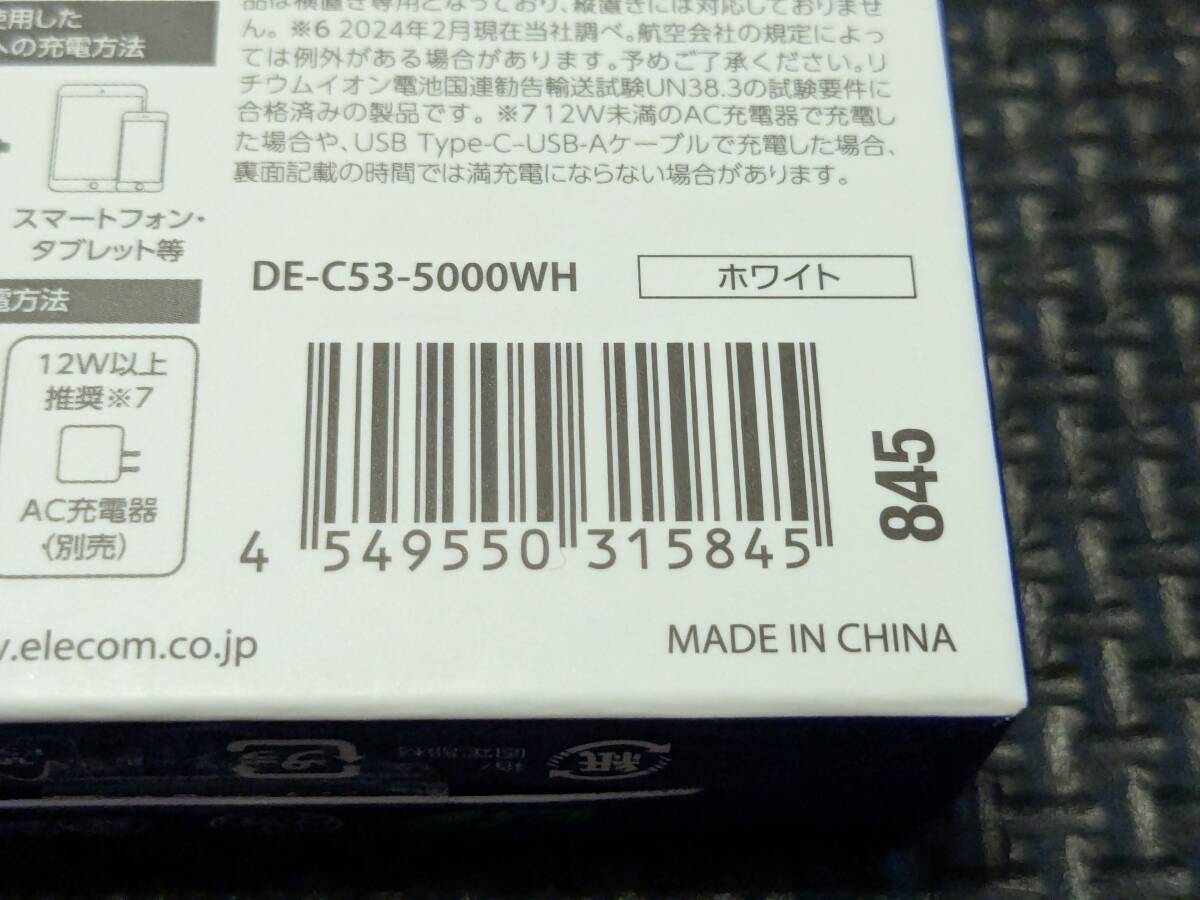 使用した
への充電方法
品は横置き専用となっており、縦置きには対応しておりませ
ん。※6 2024年2月現在当社調べ。航空会社の規定によっ
ては例外がある場合があります。予めご了承ください。リ
チウムイオン電池国連勧告輸送試験UN38.3の試験要件に
合格済みの製品です。※7 12W未満のAC充電器で充電し
た場合や、USB Type-C-USB-Aケーブルで充電した場合、
裏面記載の時間では満充電にならない場合があります。
スマートフォン・
タブレット等
電方法
12W以上
推奨※7
AC充電器
(別売)
DE-C53-5000WH
ホワイト
4 549550 315845
845
.elecom.co.jp
MADE IN CHINA
紙
プラ